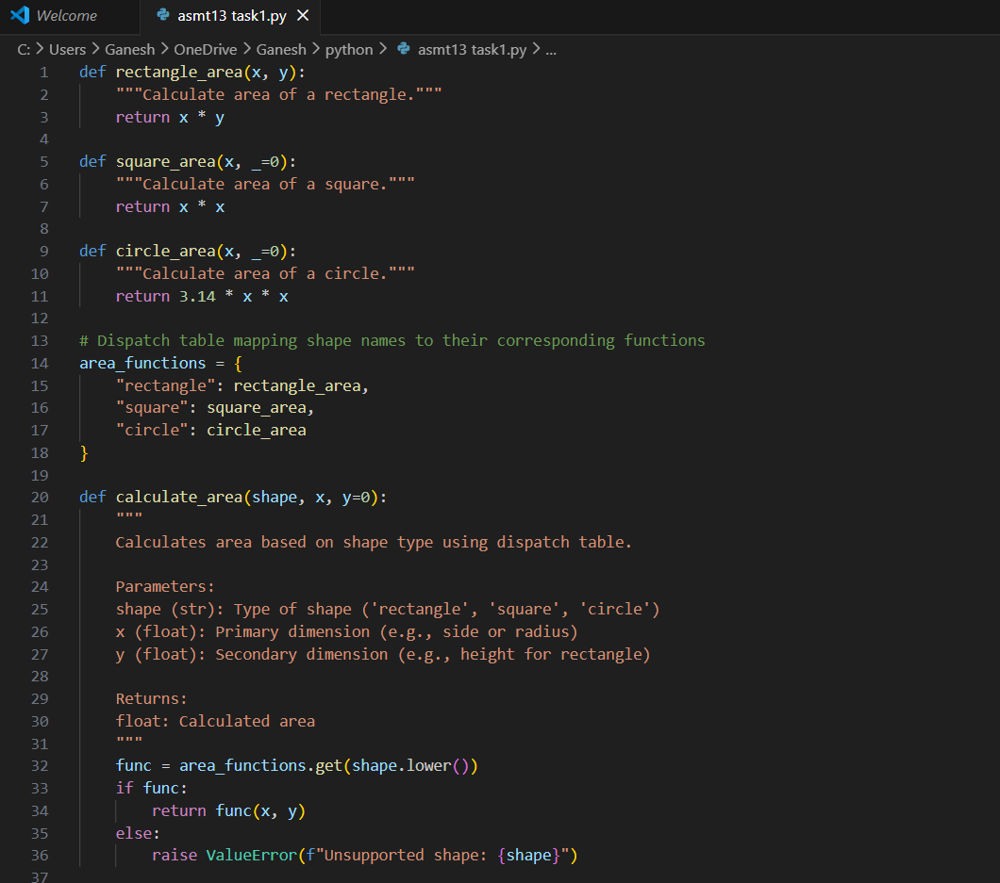 Welcome
asmt13 task1.py
C: > Users > Ganesh > OneDrive > Ganesh > python > asmt13 task1.py > ...
1 def rectangle_area(x, y):
2     """Calculate area of a rectangle."""
3     return x * y
4
5 def square_area(x, _=0):
6     """Calculate area of a square."""
7     return x * x
8
9 def circle_area(x, _=0):
10     """Calculate area of a circle."""
11     return 3.14 * x * x
12
13 # Dispatch table mapping shape names to their corresponding functions
14 area_functions = {
15     "rectangle": rectangle_area,
16     "square": square_area,
17     "circle": circle_area
18 }
19
20 def calculate_area(shape, x, y=0):
21     """
22     Calculates area based on shape type using dispatch table.
23
24     Parameters:
25     shape (str): Type of shape ('rectangle', 'square', 'circle')
26     x (float): Primary dimension (e.g., side or radius)
27     y (float): Secondary dimension (e.g., height for rectangle)
28
29     Returns:
30     float: Calculated area
31     """
32     func = area_functions.get(shape.lower())
33     if func:
34         return func(x, y)
35     else:
36         raise ValueError(f"Unsupported shape: {shape}")
37